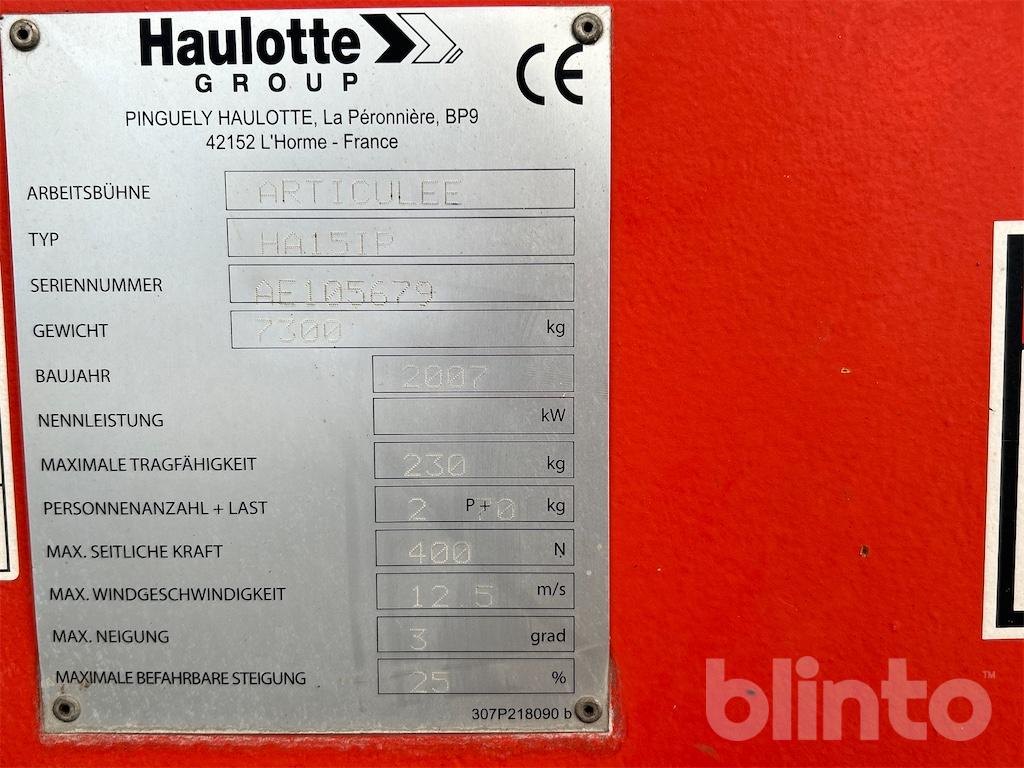 Haulotte
GROUP
CE
PINGUELY HAULOTTE, La Péronnière, BP9
42152 L'Horme - France
ARBEITSBÜHNE ARTICULEE
TYP HA15IP
SERIENNUMMER AE105679
GEWICHT 7300 kg
BAUJAHR 2007
NENNLEISTUNG kW
MAXIMALE TRAGFÄHIGKEIT 230 kg
PERSONNENANZAHL + LAST 2 P+ 70 kg
MAX. SEITLICHE KRAFT 400 N
MAX. WINDGESCHWINDIGKEIT 12.5 m/s
MAX. NEIGUNG 3 grad
MAXIMALE BEFAHRBARE STEIGUNG 25 %
307P218090 b
blinto™